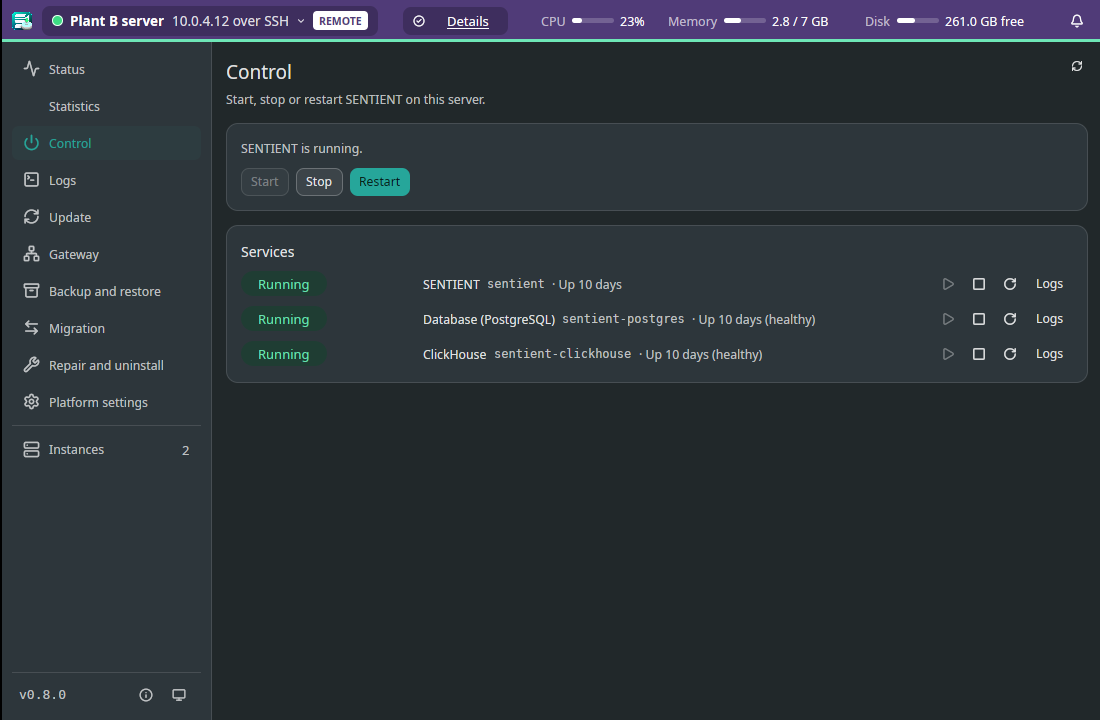 Plant B server 10.0.4.12 over SSH REMOTE Details CPU 23% Memory 2.8 / 7 GB Disk 261.0 GB free
Status
Statistics
Control
Logs
Update
Gateway
Backup and restore
Migration
Repair and uninstall
Platform settings
Instances 2
v0.8.0
Control
Start, stop or restart SENTIENT on this server.
SENTIENT is running.
Start Stop Restart
Services
Running SENTIENT sentient · Up 10 days Logs
Running Database (PostgreSQL) sentient-postgres · Up 10 days (healthy) Logs
Running ClickHouse sentient-clickhouse · Up 10 days (healthy) Logs